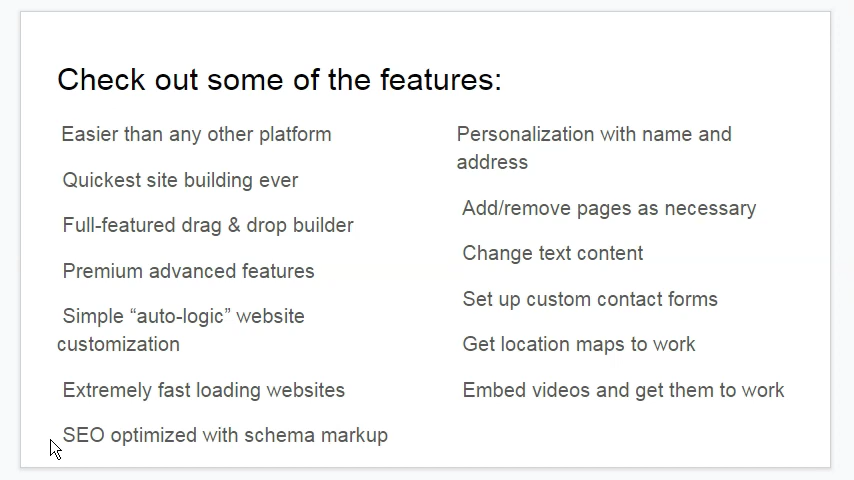 Check out some of the features:
Easier than any other platform
Quickest site building ever
Full-featured drag & drop builder
Premium advanced features
Simple “auto-logic” website
customization
Extremely fast loading websites
SEO optimized with schema markup
Personalization with name and
address
Add/remove pages as necessary
Change text content
Set up custom contact forms
Get location maps to work
Embed videos and get them to work